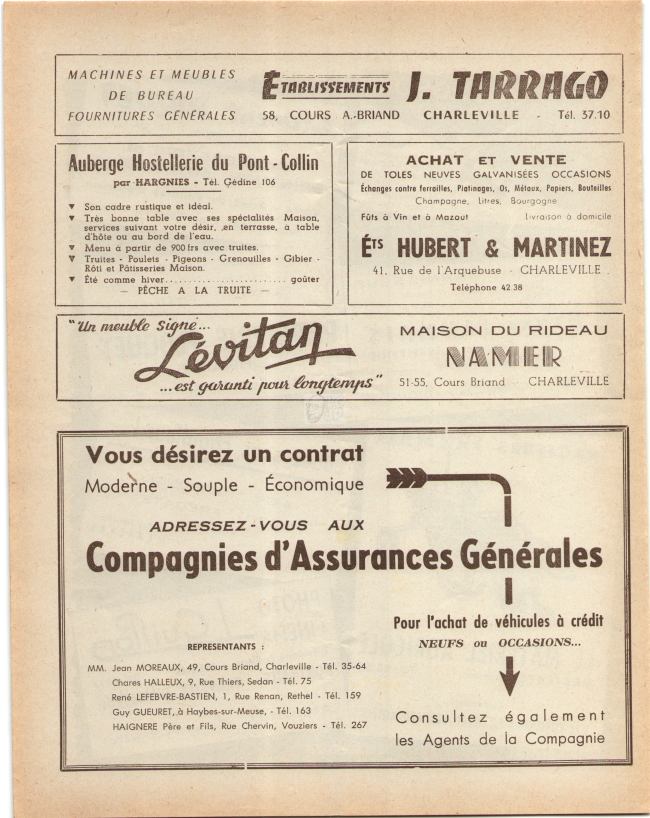 MACHINES ET MEUBLES
DE BUREAU
FOURNITURES GÉNÉRALES
ÉTABLISSEMENTS J. TARRAGO
58, COURS A.-BRIAND CHARLEVILLE - Tél. 37.10
Auberge Hostellerie du Pont-Collin
par HARGNIES - Tél. Gédine 106
▼ Son cadre rustique et idéal.
▼ Très bonne table avec ses spécialités Maison,
services suivant votre désir, en terrasse, à table
d'hôte ou au bord de l'eau.
▼ Menu à partir de 900 frs avec truites.
▼ Truites - Poulets - Pigeons - Grenouilles - Gibier -
Rôti et Pâtisseries Maison.
▼ Été comme hiver........................ goûter
— PÊCHE A LA TRUITE —
ACHAT ET VENTE
DE TOLES NEUVES GALVANISÉES OCCASIONS
Échanges contre ferrailles, Platinages, Os, Métaux, Papiers, Bouteilles
Champagne, Litres, Bourgogne
Fûts à Vin et à Mazout Livraison à domicile
Éts HUBERT & MARTINEZ
41, Rue de l'Arquebuse - CHARLEVILLE
Téléphone 42 38
"Un meuble signé...
Lévitan
...est garanti pour longtemps"
MAISON DU RIDEAU
NAMER
51-55, Cours Briand CHARLEVILLE
Vous désirez un contrat
Moderne - Souple - Économique
ADRESSEZ-VOUS AUX
Compagnies d'Assurances Générales
Pour l'achat de véhicules à crédit
NEUFS ou OCCASIONS...
Consultez également
les Agents de la Compagnie
REPRESENTANTS :
MM. Jean MOREAUX, 49, Cours Briand, Charleville - Tél. 35-64
Chares HALLEUX, 9, Rue Thiers, Sedan - Tél. 75
René LEFEBVRE-BASTIEN, 1, Rue Renan, Rethel - Tél. 159
Guy GUEURET, à Haybes-sur-Meuse, - Tél. 163
HAIGNERE Père et Fils, Rue Chervin, Vouziers - Tél. 267